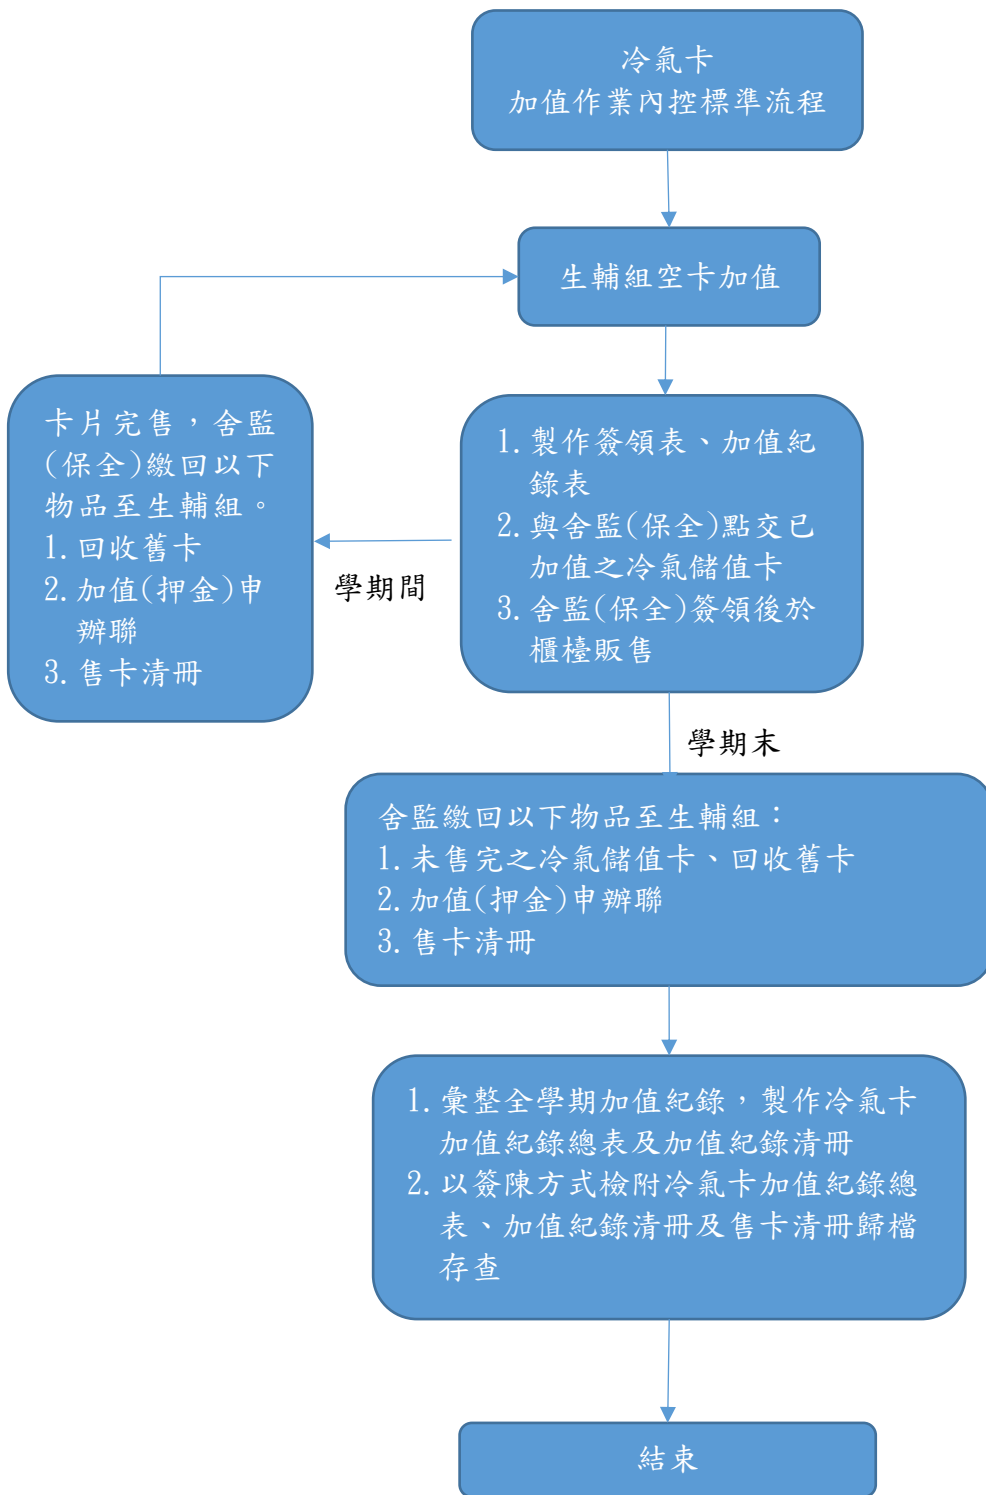 冷氣卡
加值作業內控標準流程
生輔組空卡加值
卡片完售，舍監
(保全)繳回以下
物品至生輔組。
1.回收舊卡
2.加值(押金)申
辦聯
3.售卡清冊
學期間
1.製作簽領表、加值紀
錄表
2.與舍監(保全)點交已
加值之冷氣儲值卡
3.舍監(保全)簽領後於
櫃檯販售
學期末
舍監繳回以下物品至生輔組：
1.未售完之冷氣儲值卡、回收舊卡
2.加值(押金)申辦聯
3.售卡清冊
1.彙整全學期加值紀錄，製作冷氣卡
加值紀錄總表及加值紀錄清冊
2.以簽陳方式檢附冷氣卡加值紀錄總
表、加值紀錄清冊及售卡清冊歸檔
存查
結束